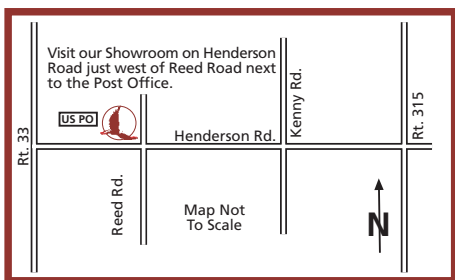 Visit our Showroom on Henderson
Road just west of Reed Road next
to the Post Office.
US PO
Henderson Rd.
Kenny Rd.
Rt. 315
Rt. 33
Reed Rd.
Map Not
To Scale
N